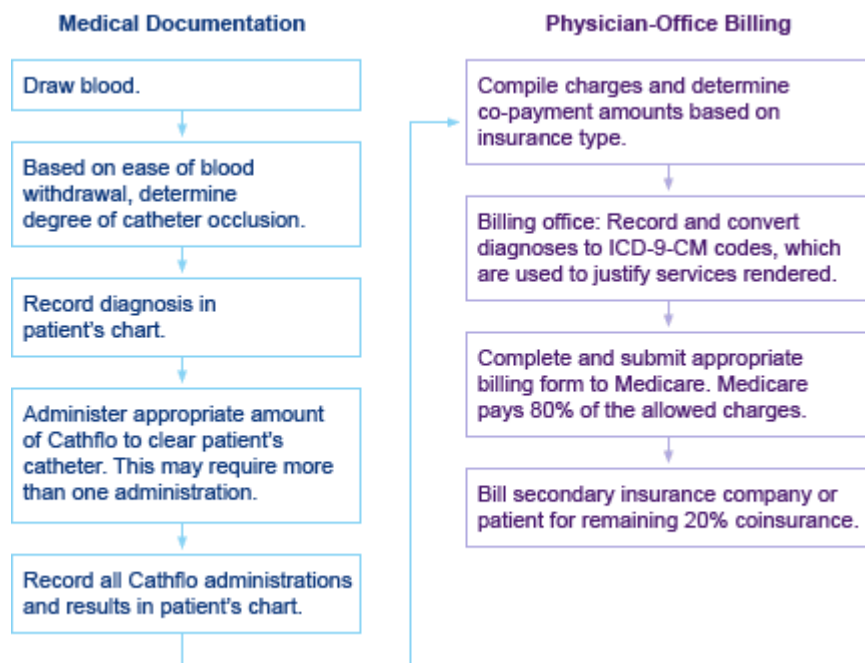 Medical Documentation
Draw blood.
Based on ease of blood
withdrawal, determine
degree of catheter occlusion.
Record diagnosis in
patient's chart.
Administer appropriate amount
of Cathflo to clear patient's
catheter. This may require more
than one administration.
Record all Cathflo administrations
and results in patient's chart.
Physician-Office Billing
Compile charges and determine
co-payment amounts based on
insurance type.
Billing office: Record and convert
diagnoses to ICD-9-CM codes, which
are used to justify services rendered.
Complete and submit appropriate
billing form to Medicare. Medicare
pays 80% of the allowed charges.
Bill secondary insurance company or
patient for remaining 20% coinsurance.